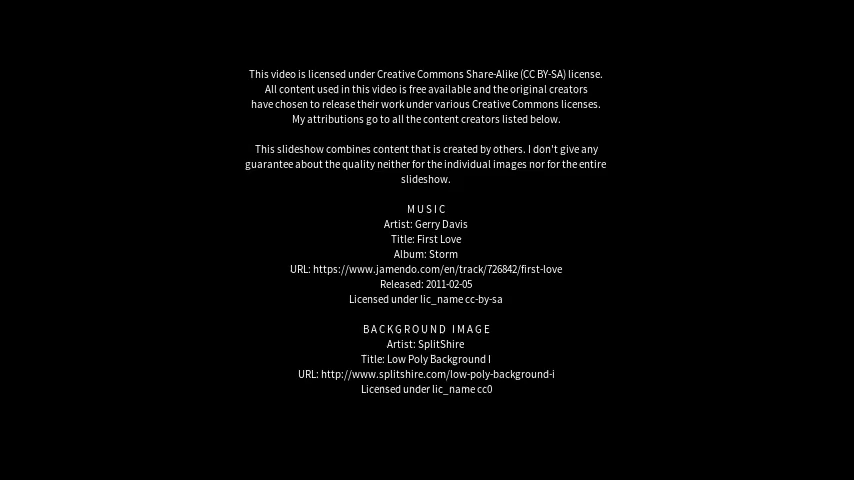 This video is licensed under Creative Commons Share-Alike (CC BY-SA) license.
All content used in this video is free available and the original creators
have chosen to release their work under various Creative Commons licenses.
My attributions go to all the content creators listed below.
This slideshow combines content that is created by others. I don't give any
guarantee about the quality neither for the individual images nor for the entire
slideshow.
MUSIC
Artist: Gerry Davis
Title: First Love
Album: Storm
URL: https://www.jamendo.com/en/track/726842/first-love
Released: 2011-02-05
Licensed under lic_name cc-by-sa
BACKGROUND IMAGE
Artist: SplitShire
Title: Low Poly Background I
URL: http://www.splitshire.com/low-poly-background-i
Licensed under lic_name cc0